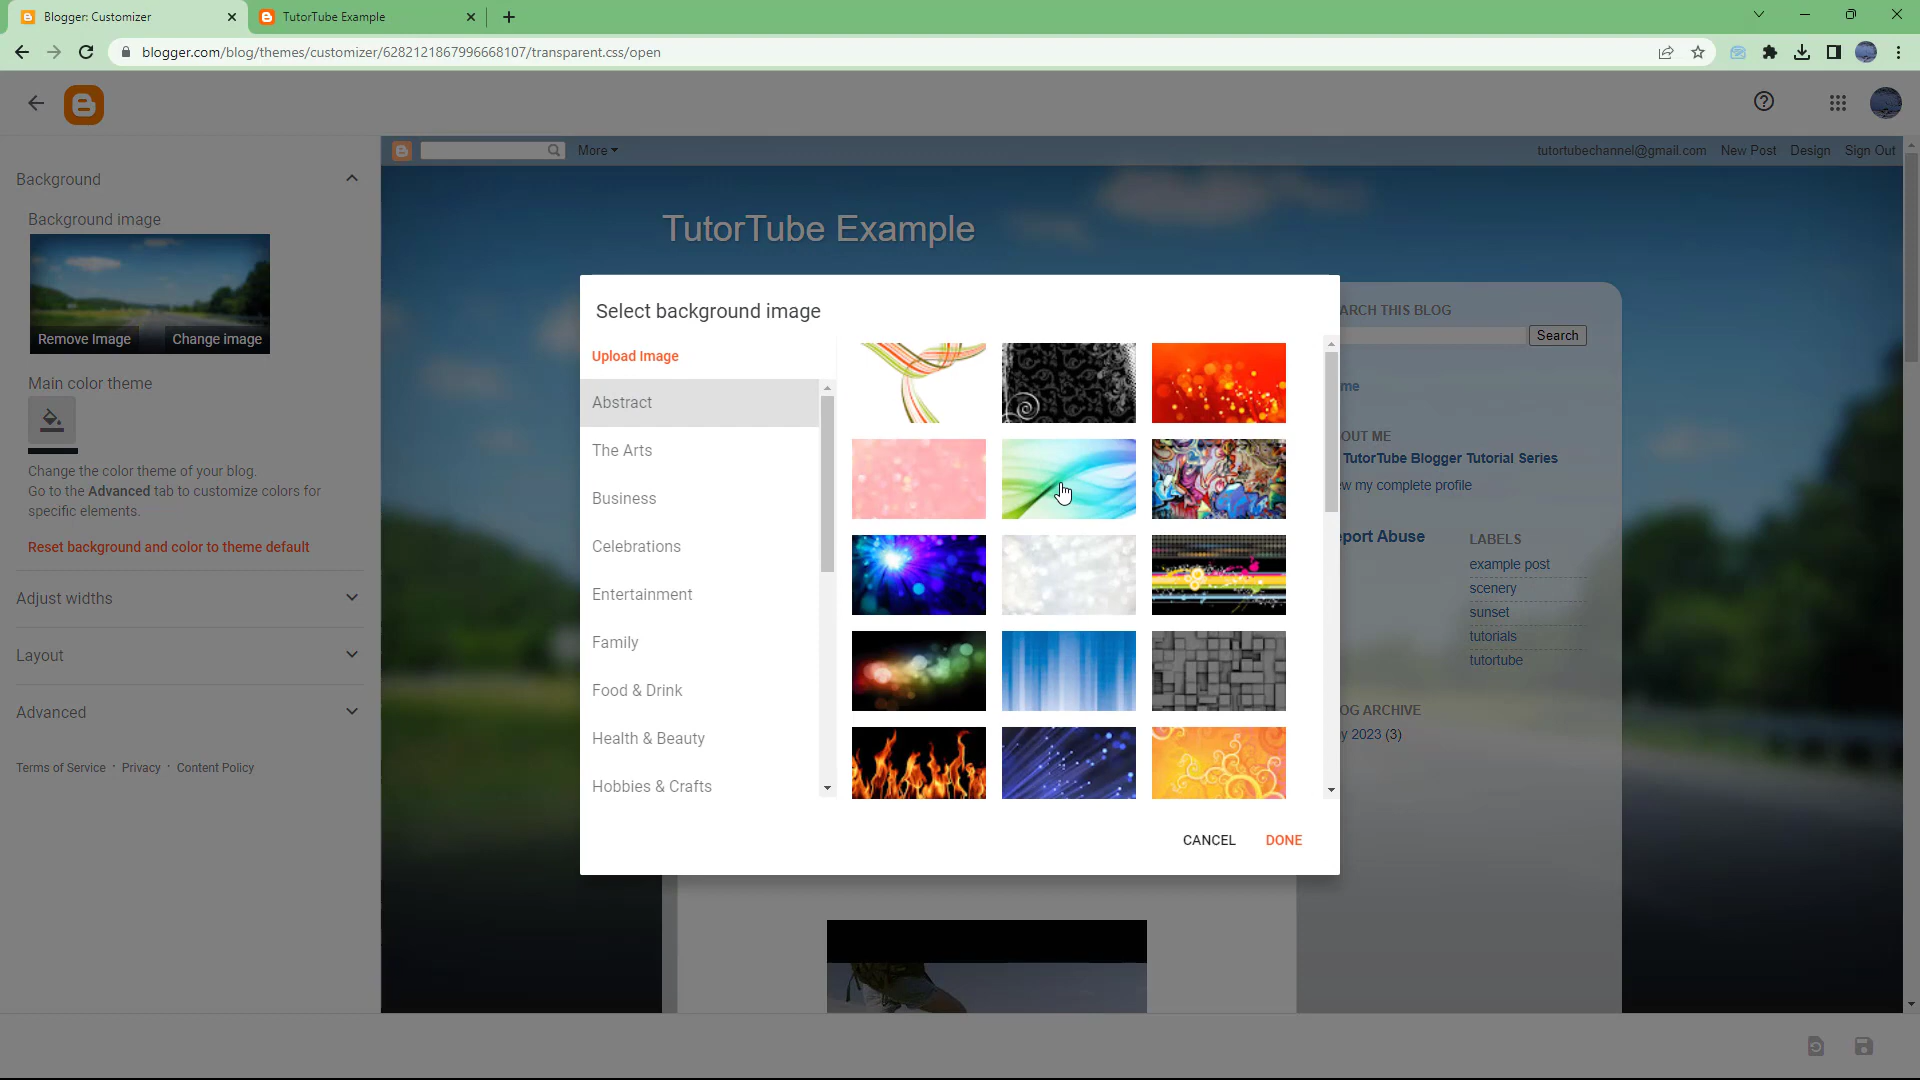 Blogger: Customizer
TutorTube Example
blogger.com/blog/themes/customizer/6282121867996668107/transparent.css/open
More
tutortubechannel@gmail.com New Post Design Sign Out
Background
Background image
Remove Image Change image
Main color theme
Change the color theme of your blog.
Go to the Advanced tab to customize colors for
specific elements.
Reset background and color to theme default
Adjust widths
Layout
Advanced
Terms of Service · Privacy · Content Policy
TutorTube Example
Select background image
Upload Image
Abstract
The Arts
Business
Celebrations
Entertainment
Family
Food & Drink
Health & Beauty
Hobbies & Crafts
CANCEL DONE
ARCH THIS BLOG
Search
me
OUT ME
TutorTube Blogger Tutorial Series
ew my complete profile
port Abuse
LABELS
example post
scenery
sunset
tutorials
tutortube
OG ARCHIVE
y 2023 (3)